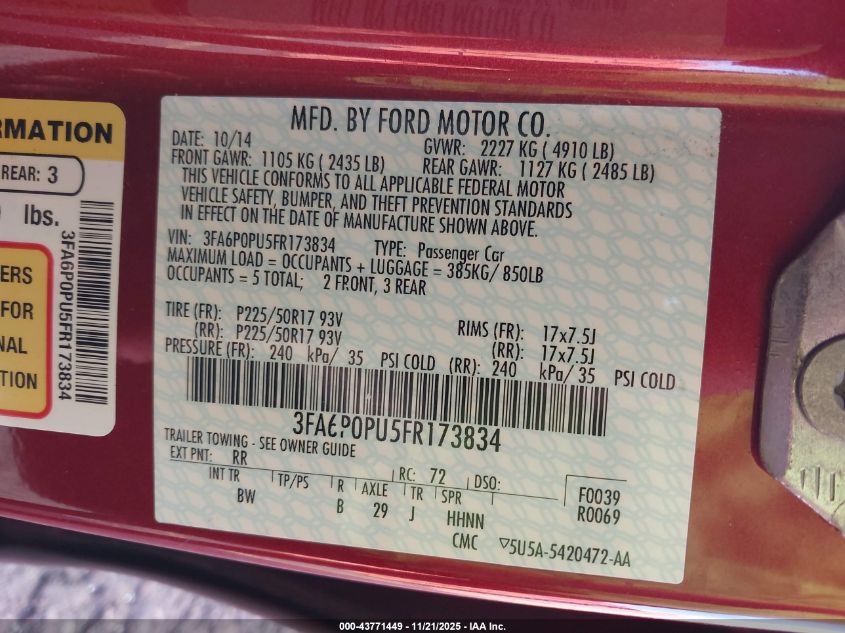 RMATION
REAR: 3
lbs.
ERS
FOR
NAL
TION
3FA6P0PU5FR173834
MFD. BY FORD MOTOR CO.
DATE: 10/14 GVWR: 2227 KG ( 4910 LB)
FRONT GAWR: 1105 KG ( 2435 LB) REAR GAWR: 1127 KG ( 2485 LB)
THIS VEHICLE CONFORMS TO ALL APPLICABLE FEDERAL MOTOR
VEHICLE SAFETY, BUMPER, AND THEFT PREVENTION STANDARDS
IN EFFECT ON THE DATE OF MANUFACTURE SHOWN ABOVE.
VIN: 3FA6P0PU5FR173834 TYPE: Passenger Car
MAXIMUM LOAD = OCCUPANTS + LUGGAGE = 385KG/ 850LB
OCCUPANTS = 5 TOTAL; 2 FRONT, 3 REAR
TIRE (FR): P225/50R17 93V RIMS (FR): 17x7.5J
(RR): P225/50R17 93V (RR): 17x7.5J
PRESSURE (FR): 240 kPa/ 35 PSI COLD (RR): 240 kPa/ 35 PSI COLD
3FA6P0PU5FR173834
TRAILER TOWING - SEE OWNER GUIDE
EXT PNT: RR RC: 72 DSO:
INT TR TP/PS R AXLE TR SPR F0039
BW B 29 J HHNN R0069
CMC ▽5U5A-5420472-AA
000-43771449 - 11/21/2025 - IAA Inc.